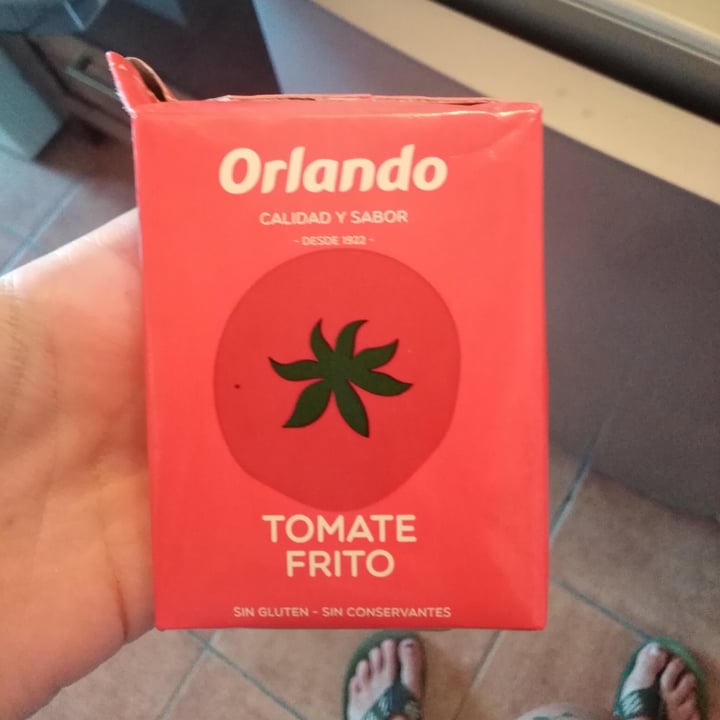 Orlando
CALIDAD Y SABOR
- DESDE 1922 -
TOMATE
FRITO
SIN GLUTEN - SIN CONSERVANTES